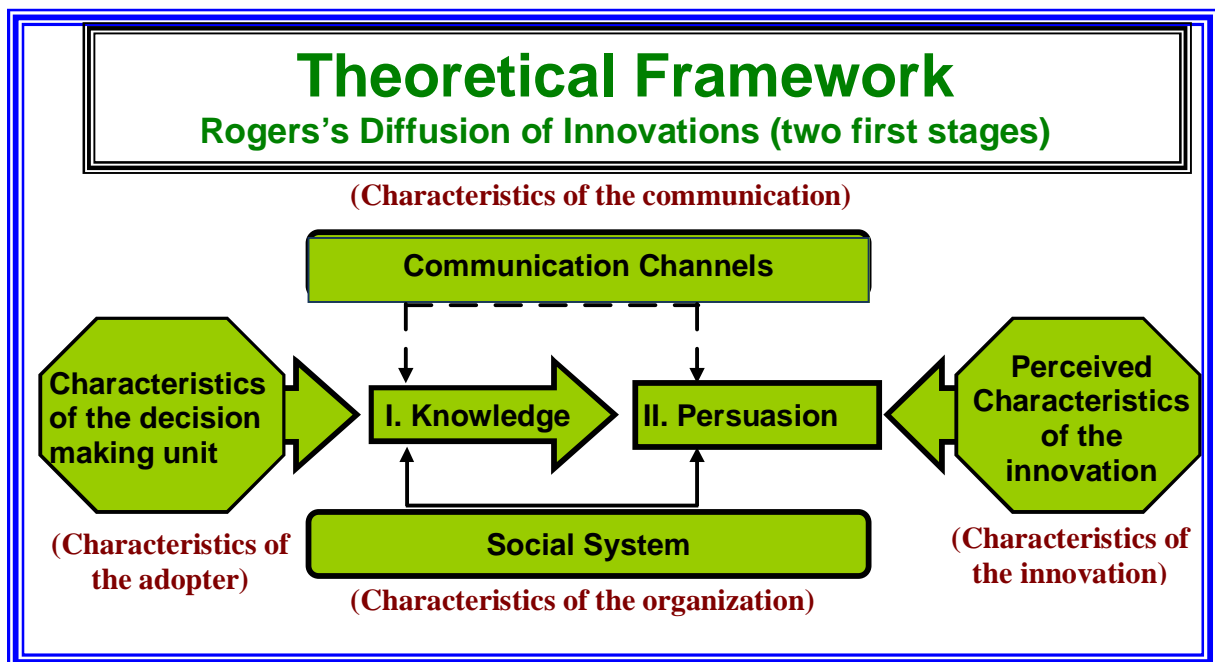 Theoretical Framework
Rogers's Diffusion of Innovations (two first stages)
(Characteristics of the communication)
Communication Channels
Characteristics
of the decision
making unit
I. Knowledge
II. Persuasion
Perceived
Characteristics
of the
innovation
Social System
(Characteristics of
the adopter)
(Characteristics of the organization)
(Characteristics of
the innovation)